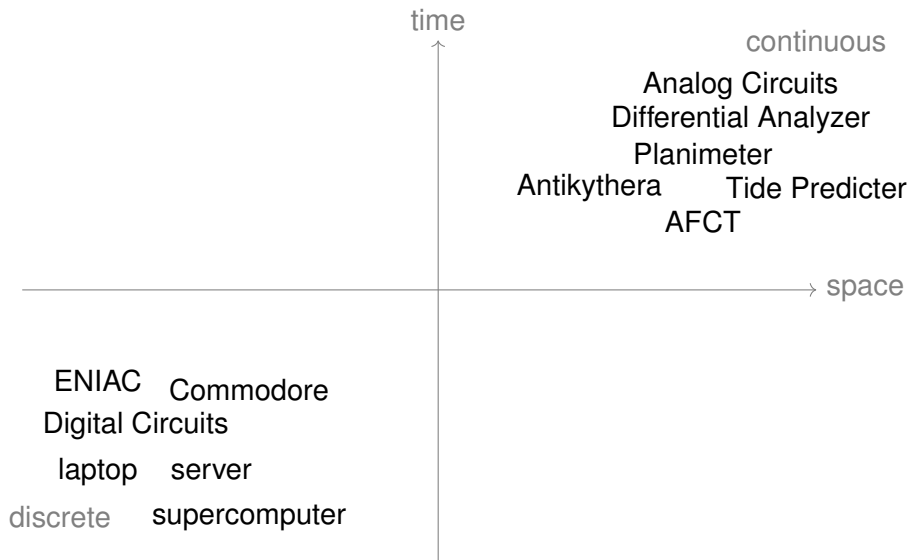 time
continuous
Analog Circuits
Differential Analyzer
Planimeter
Antikythera Tide Predicter
AFCT
space
ENIAC Commodore
Digital Circuits
laptop server
discrete supercomputer